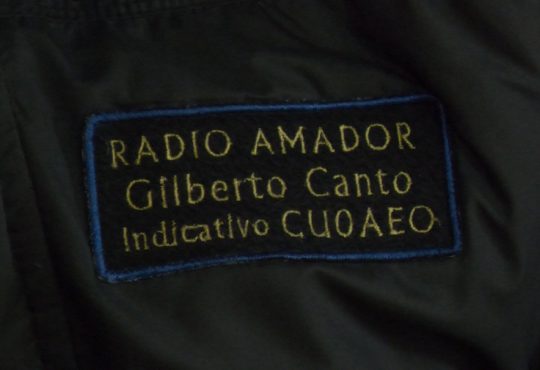 RADIO AMADOR
Gilberto Canto
Indicativo CU0AEO